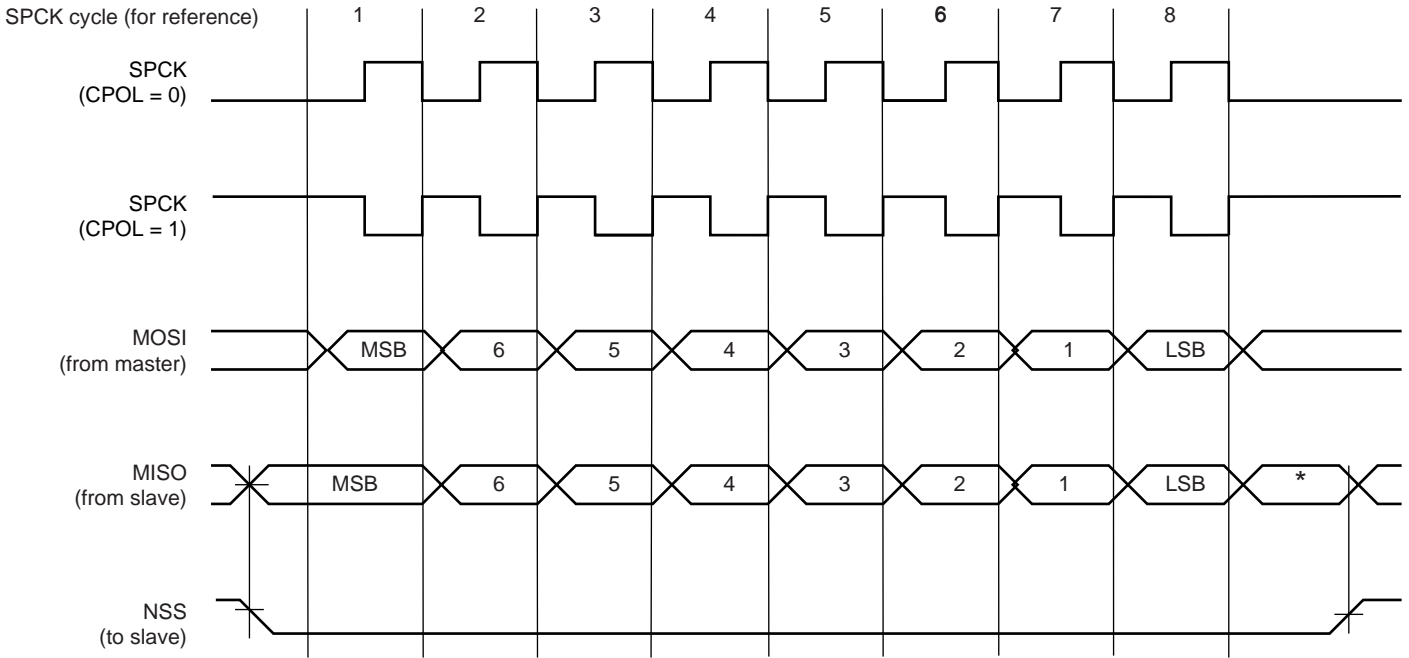 SPCK cycle (for reference) 1 2 3 4 5 6 7 8
SPCK
(CPOL = 0)
SPCK
(CPOL = 1)
MOSI
(from master)
MSB 6 5 4 3 2 1 LSB
MISO
(from slave)
MSB 6 5 4 3 2 1 LSB *
NSS
(to slave)